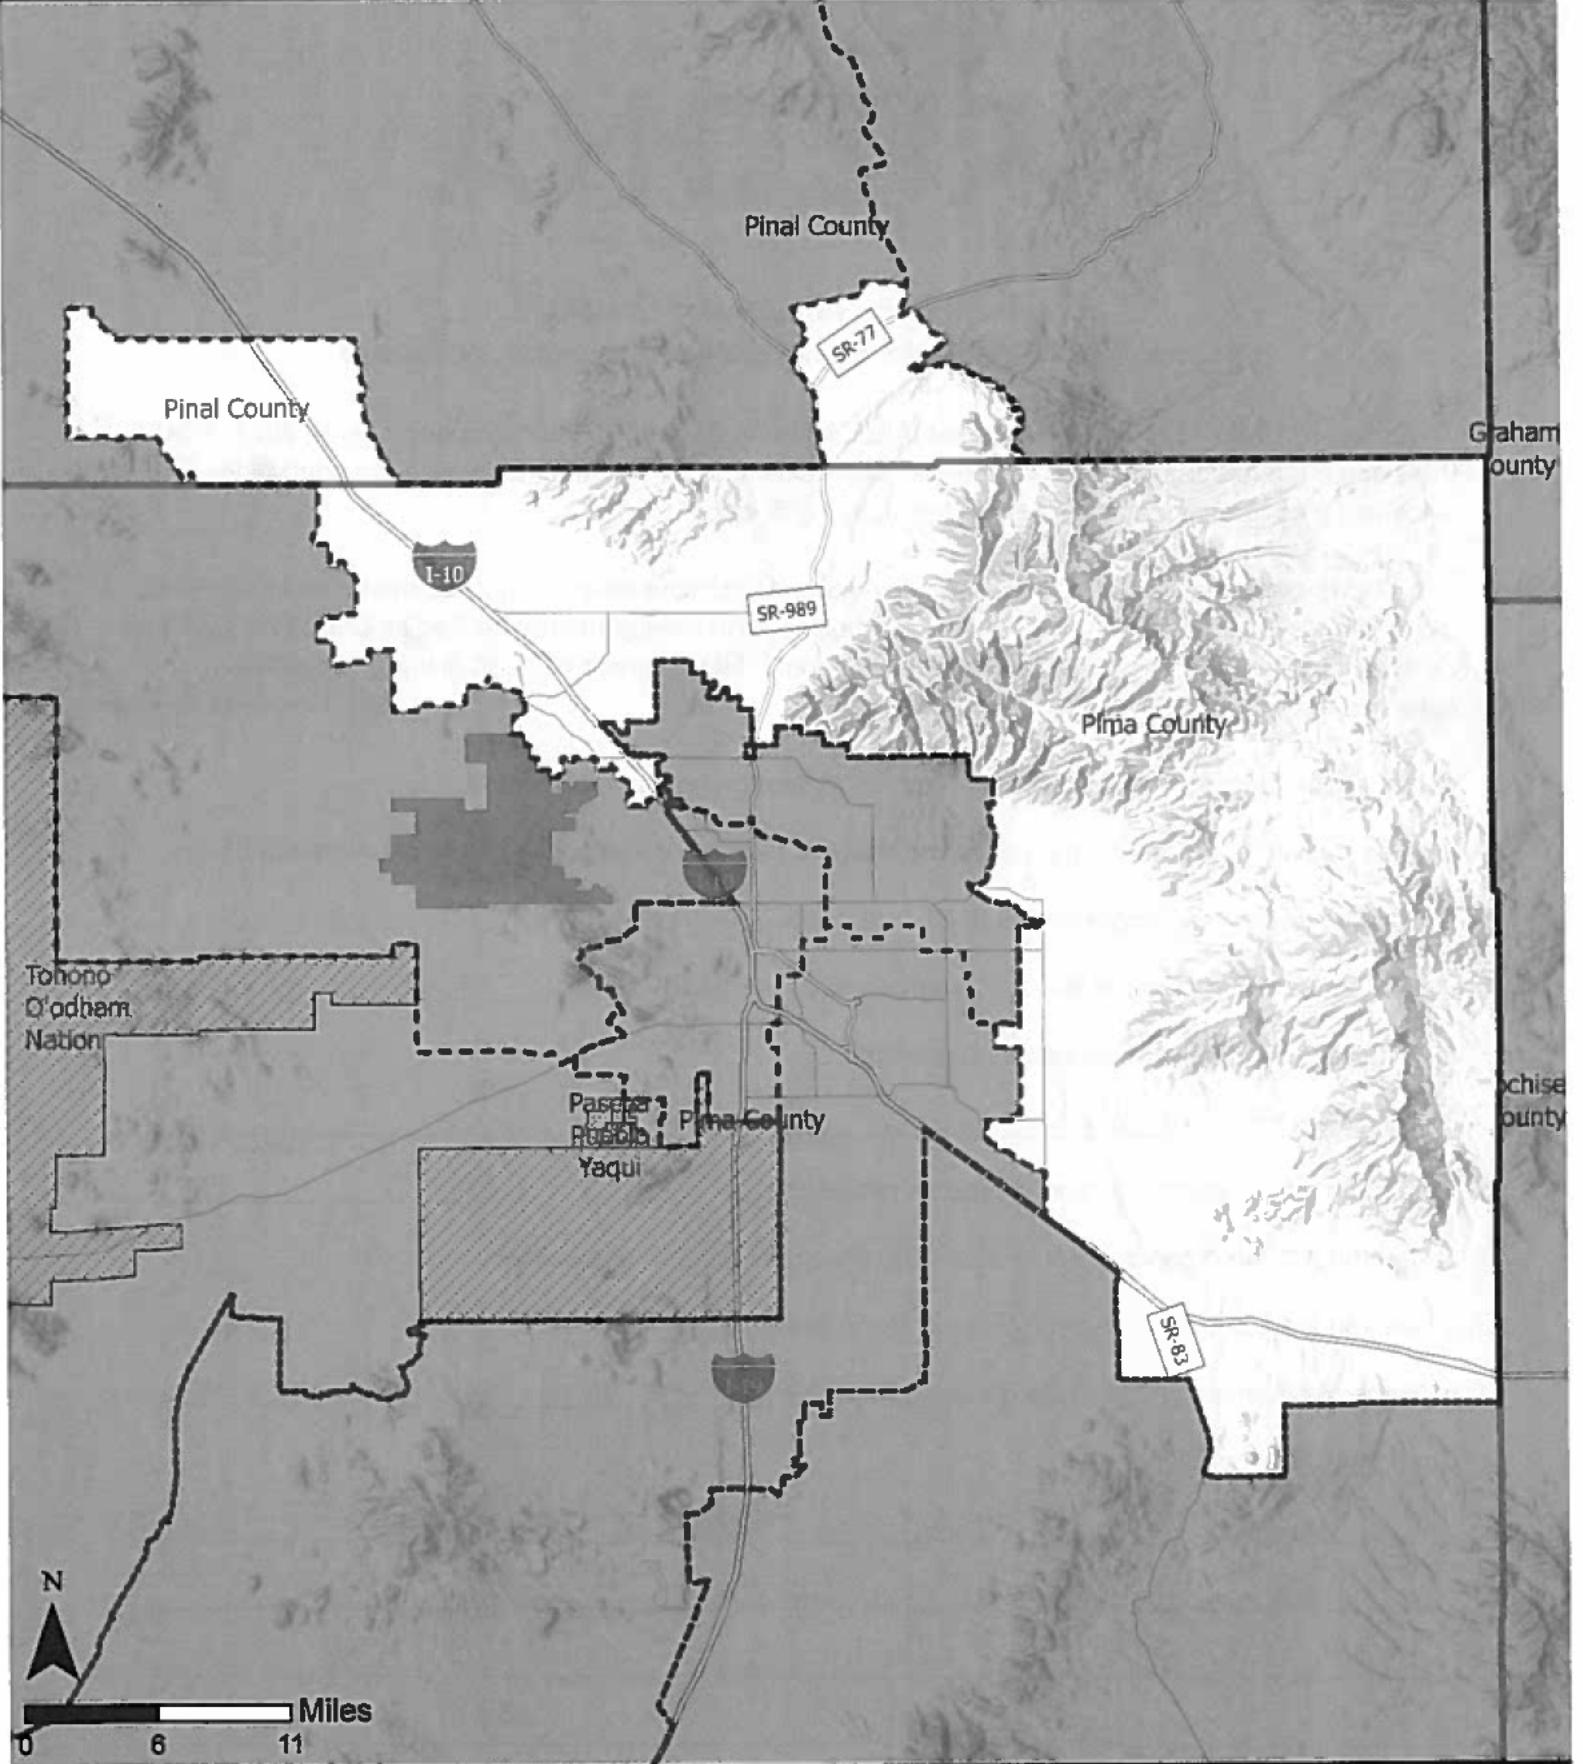 Pinal County
SR-77
Pinal County
Graham
ounty
I-10
SR-989
Pima County
Tohono
O'odham
Nation
Pascua
Pueblo
Yaqui
Pima County
ochise
ounty
SR-83
N
Miles
0 6 11